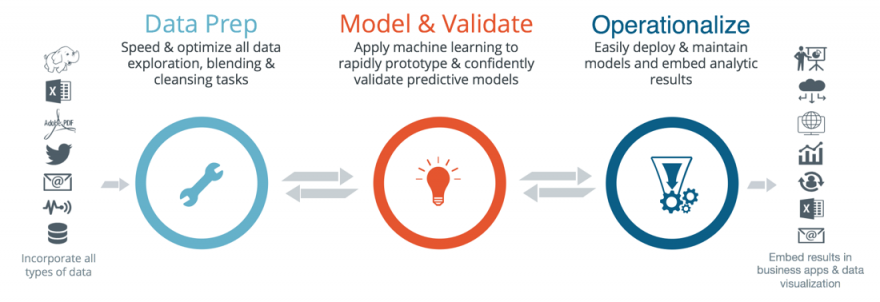 Data Prep
Speed & optimize all data
exploration, blending &
cleansing tasks
Model & Validate
Apply machine learning to
rapidly prototype & confidently
validate predictive models
Operationalize
Easily deploy & maintain
models and embed analytic
results
Adobe PDF
Incorporate all
types of data
Embed results in
business apps & data
visualization